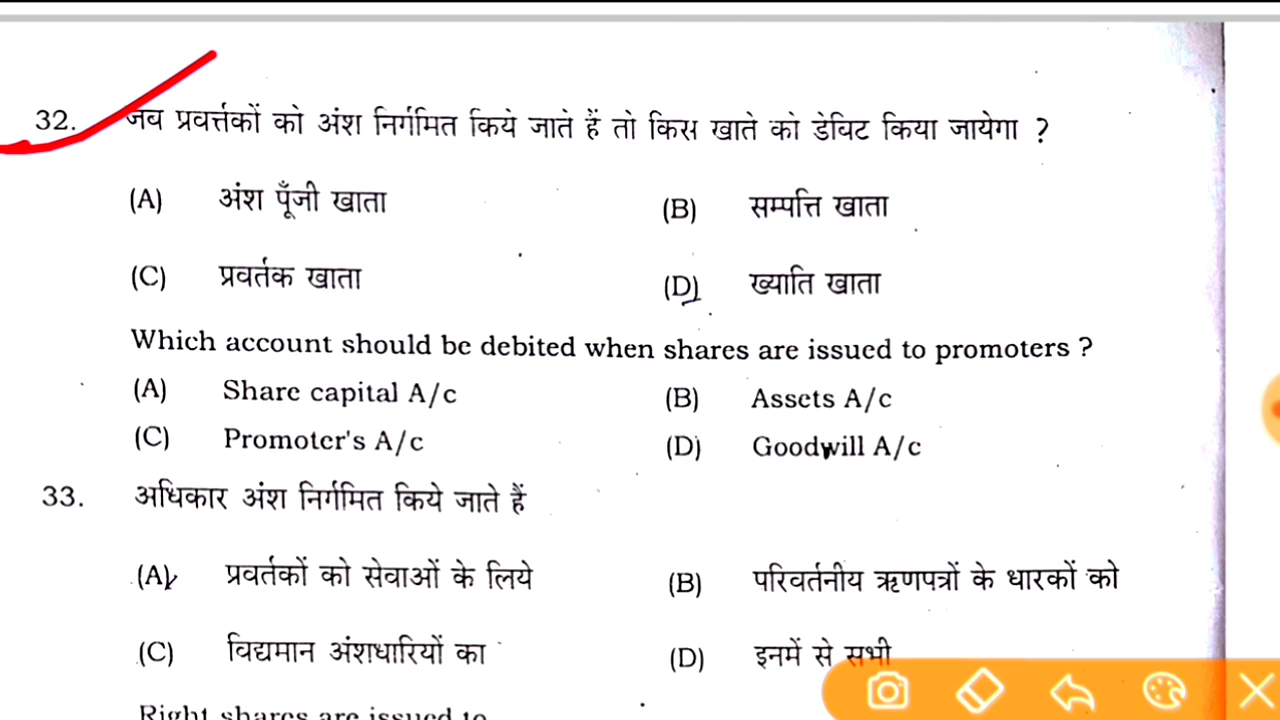 32. जब प्रवर्त्तकों को अंश निर्गमित किये जाते हैं तो किस खाते को डेबिट किया जायेगा ?
(A) अंश पूँजी खाता (B) सम्पत्ति खाता
(C) प्रवर्तक खाता (D) ख्याति खाता
Which account should be debited when shares are issued to promoters ?
(A) Share capital A/c (B) Assets A/c
(C) Promoter's A/c (D) Goodwill A/c
33. अधिकार अंश निर्गमित किये जाते हैं
(A) प्रवर्तकों को सेवाओं के लिये (B) परिवर्तनीय ऋणपत्रों के धारकों को
(C) विद्यमान अंशधारियों का (D) इनमें से सभी
Right shares are issued to